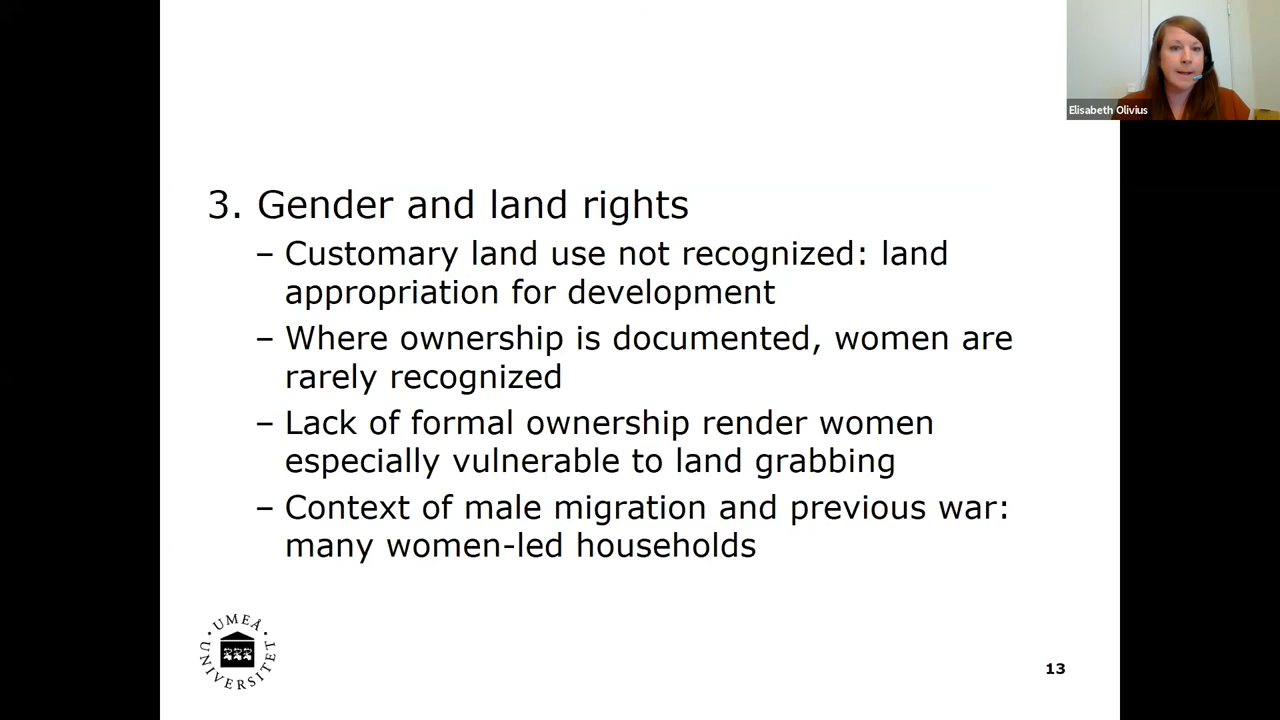 Elisabeth Olivius
3. Gender and land rights
– Customary land use not recognized: land
appropriation for development
– Where ownership is documented, women are
rarely recognized
– Lack of formal ownership render women
especially vulnerable to land grabbing
– Context of male migration and previous war:
many women-led households
UMEÅ
UNIVERSITET
13